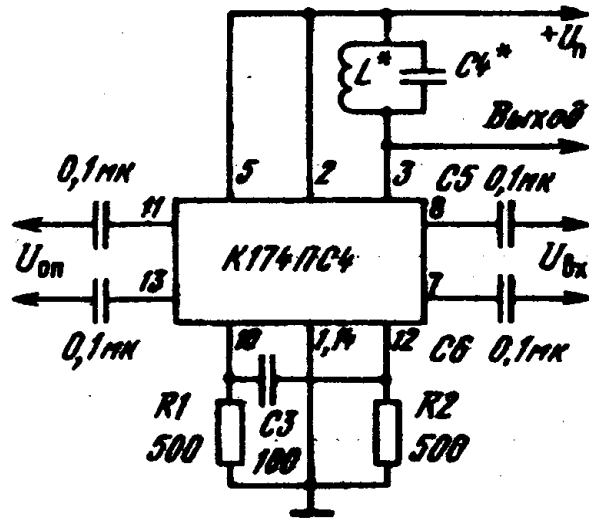 +Uп
L*
C4*
Выход
5
2
3
C5 0,1мк
0,1мк
11
8
Uоп
К174ПС4
Uвх
13
7
0,1мк
10
1,14
12
C6 0,1мк
R1
500
C3
100
R2
500